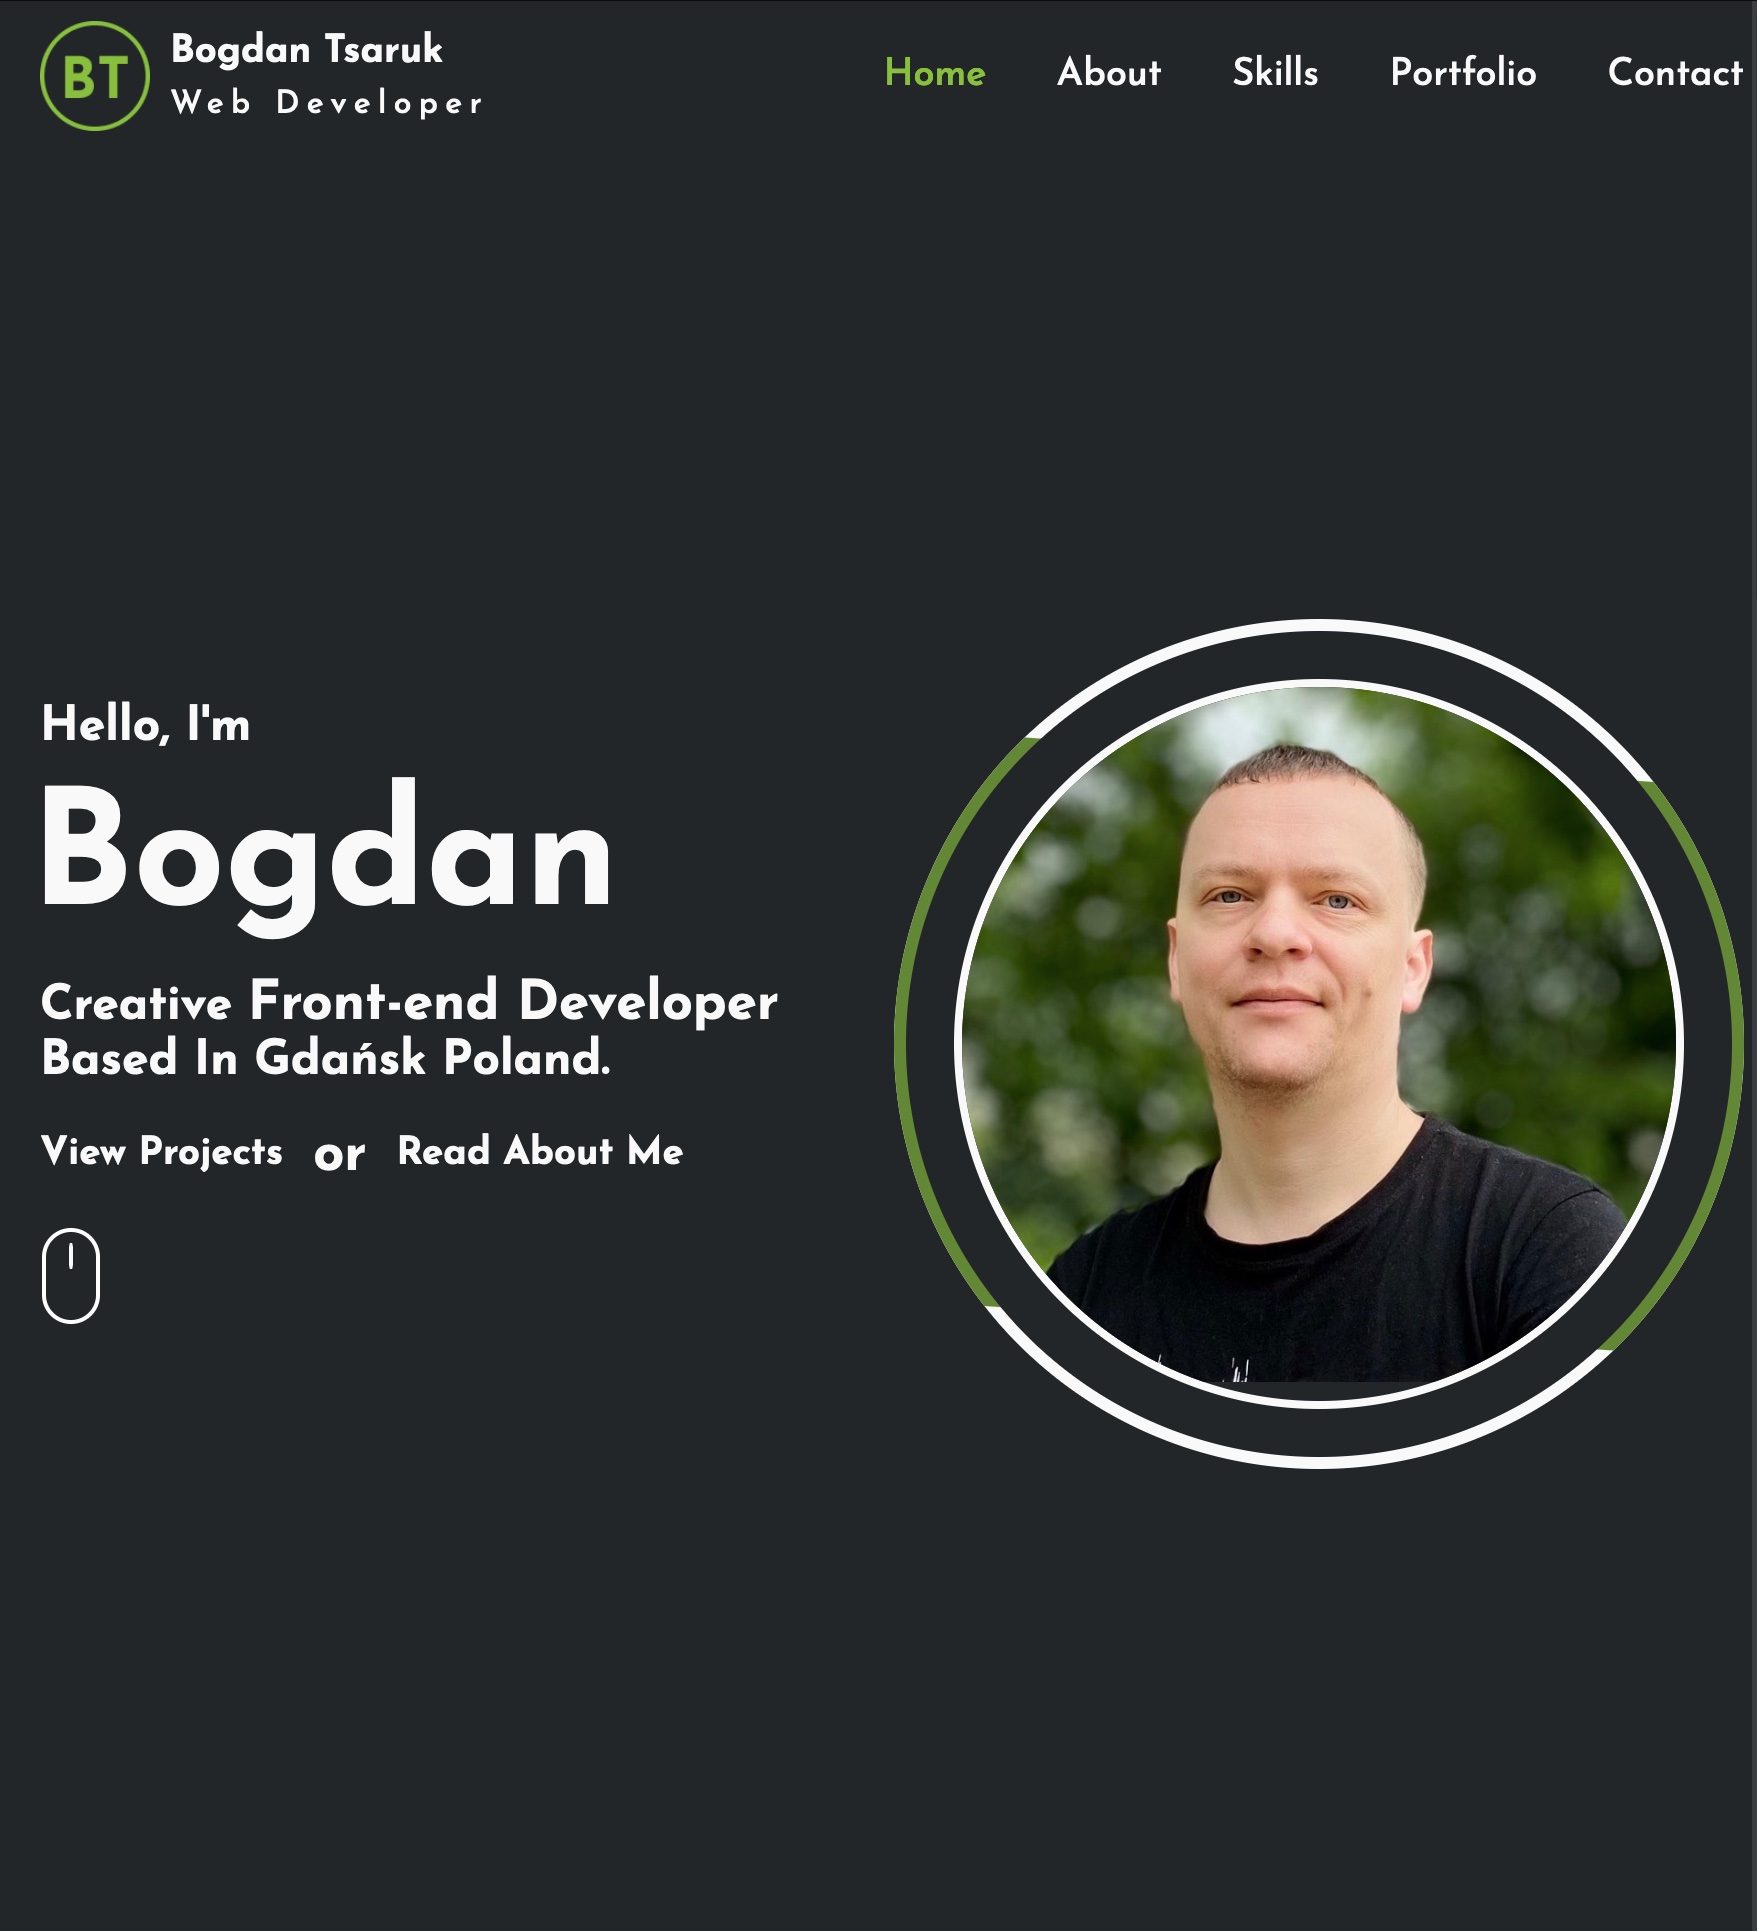 BT
Bogdan Tsaruk
Web Developer
Home About Skills Portfolio Contact
Hello, I'm
Bogdan
Creative Front-end Developer
Based In Gdańsk Poland.
View Projects or Read About Me